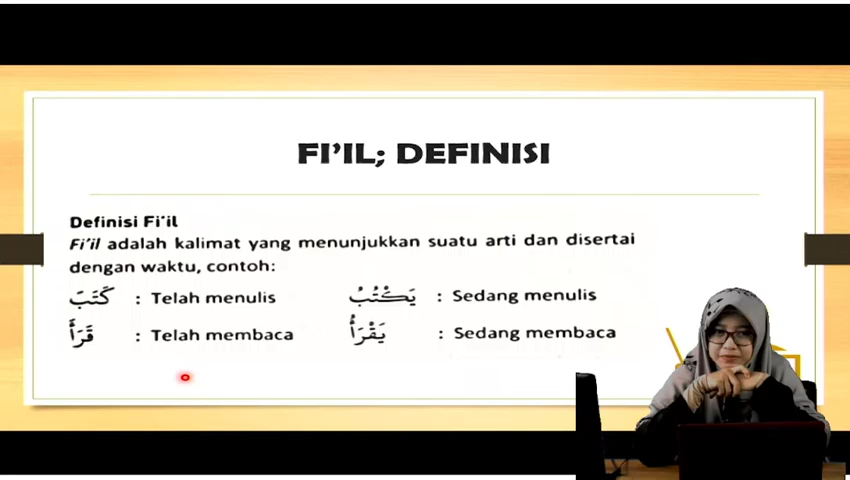 FI'IL; DEFINISI
Definisi Fi'il
Fi'il adalah kalimat yang menunjukkan suatu arti dan disertai
dengan waktu, contoh:
كَتَبَ : Telah menulis يَكْتُبُ : Sedang menulis
قَرَأَ : Telah membaca يَقْرَأُ : Sedang membaca